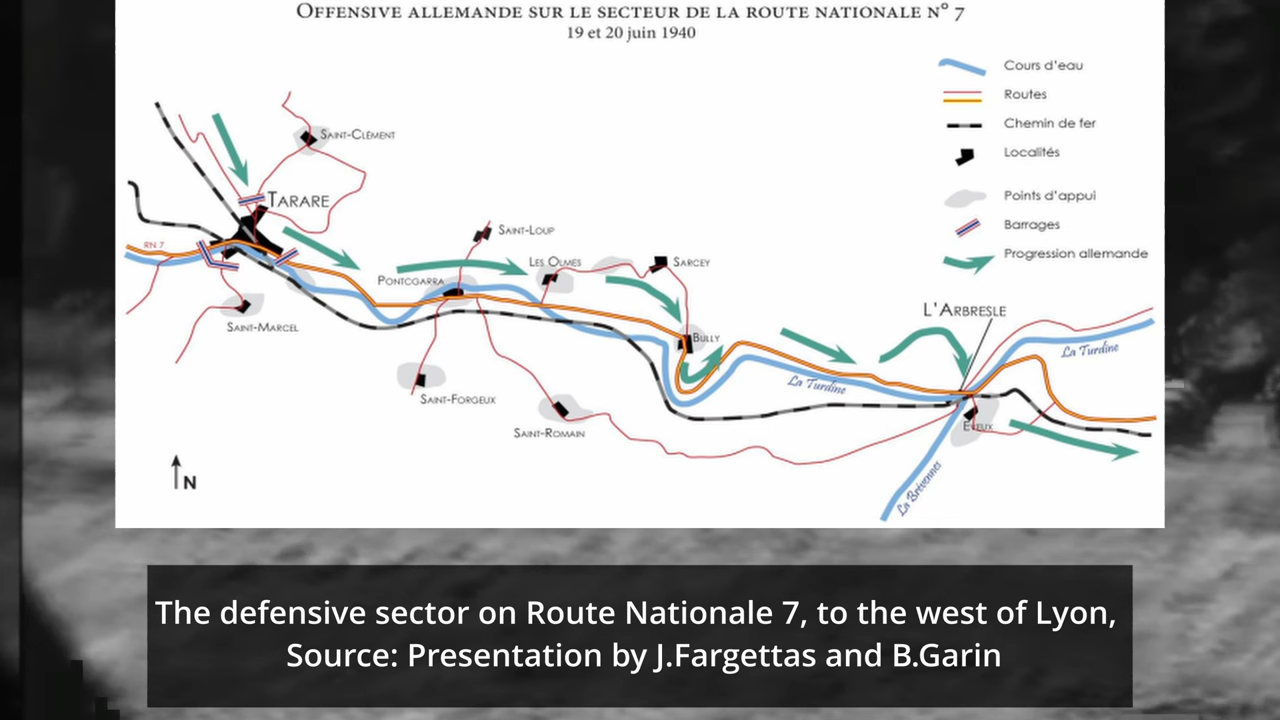 Offensive allemande sur le secteur de la route nationale n° 7
19 et 20 juin 1940
Cours d'eau
Routes
Chemin de fer
Localités
Points d'appui
Barrages
Progression allemande
Saint-Clément
Tarare
RN 7
Saint-Loup
Les Olmes
Sarcey
Pontcgarra
Saint-Marcel
Bully
L'Arbresle
La Turdine
La Turdine
Saint-Forgeux
Saint-Romain
Eveux
La Brévennes
N
The defensive sector on Route Nationale 7, to the west of Lyon,
Source: Presentation by J.Fargettas and B.Garin